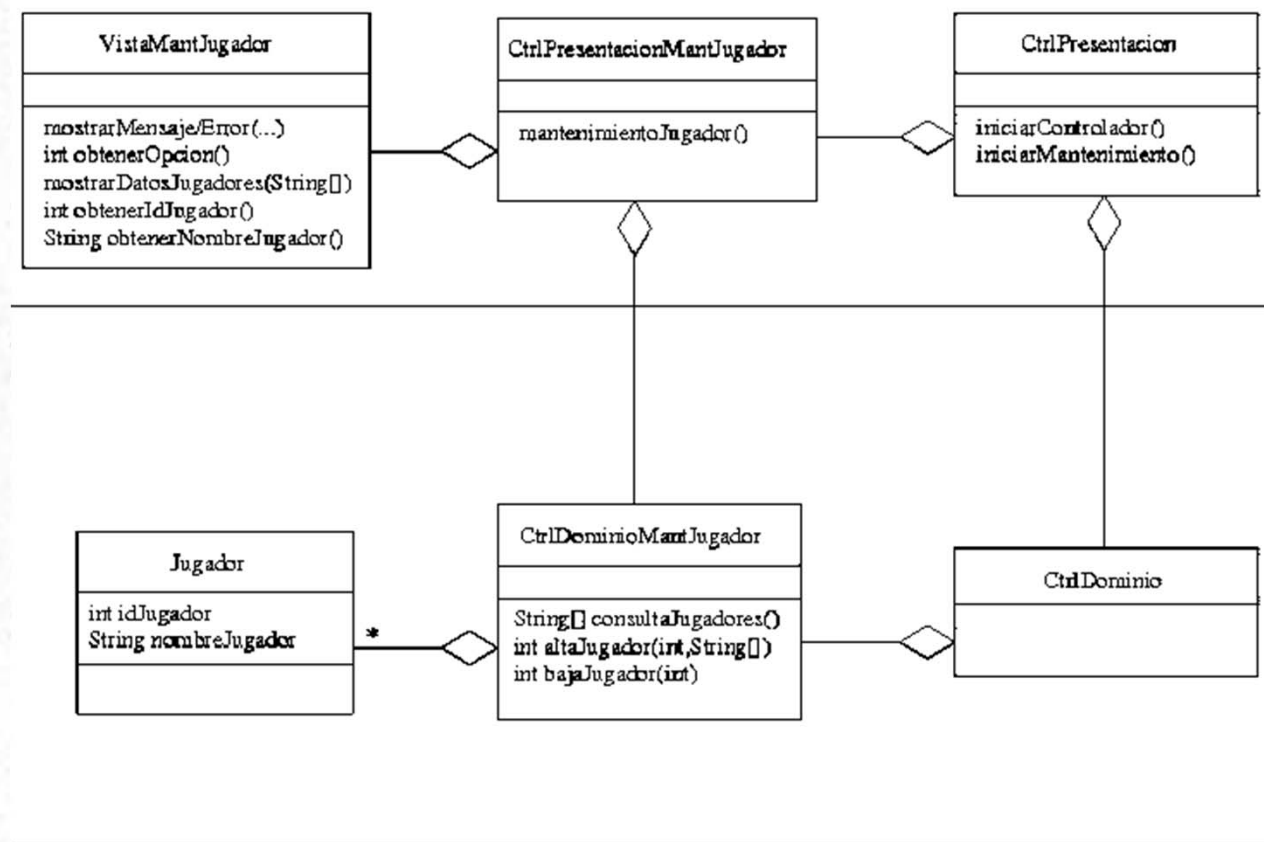 VistaMantJugador
mostrarMensaje/Error(...)
int obtenerOpcion()
mostrarDatosJugadores(String[])
int obtenerIdJugador()
String obtenerNombreJugador()
CtrlPresentacionMantJugador
mantenimientoJugador()
CtrlPresentacion
iniciarControlador()
iniciarMantenimiento()
Jugador
int idJugador
String nombreJugador
*
CtrlDominioMantJugador
String[] consultaJugadores()
int altaJugador(int,String[])
int bajaJugador(int)
CtrlDominio